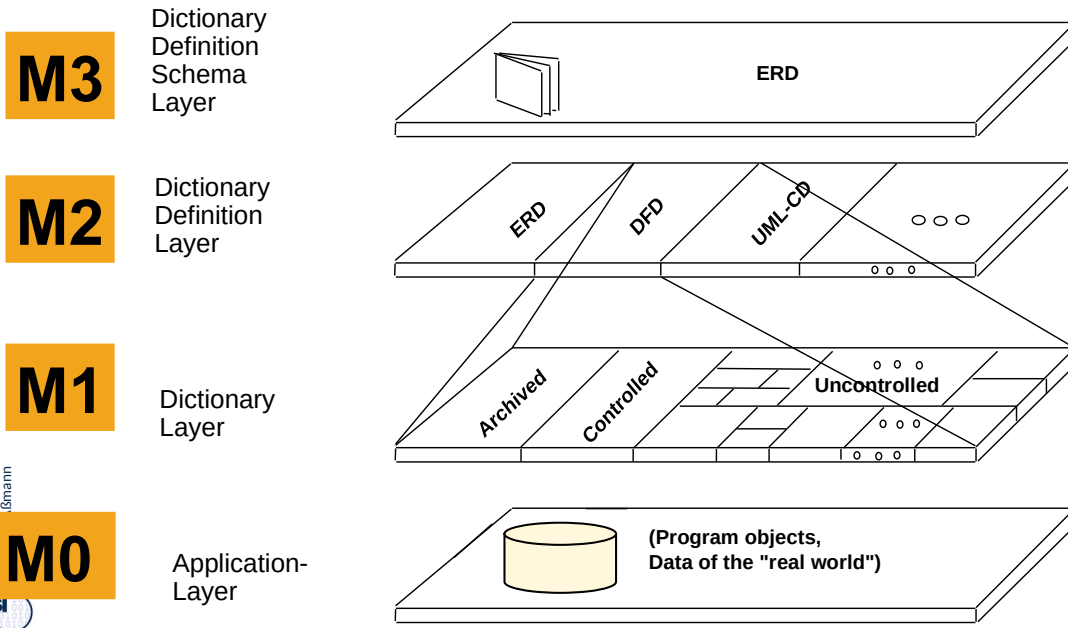 M3
Dictionary
Definition
Schema
Layer
ERD
M2
Dictionary
Definition
Layer
ERD
DFD
UML-CD
M1
Dictionary
Layer
Archived
Controlled
Uncontrolled
M0
Application-
Layer
(Program objects,
Data of the "real world")